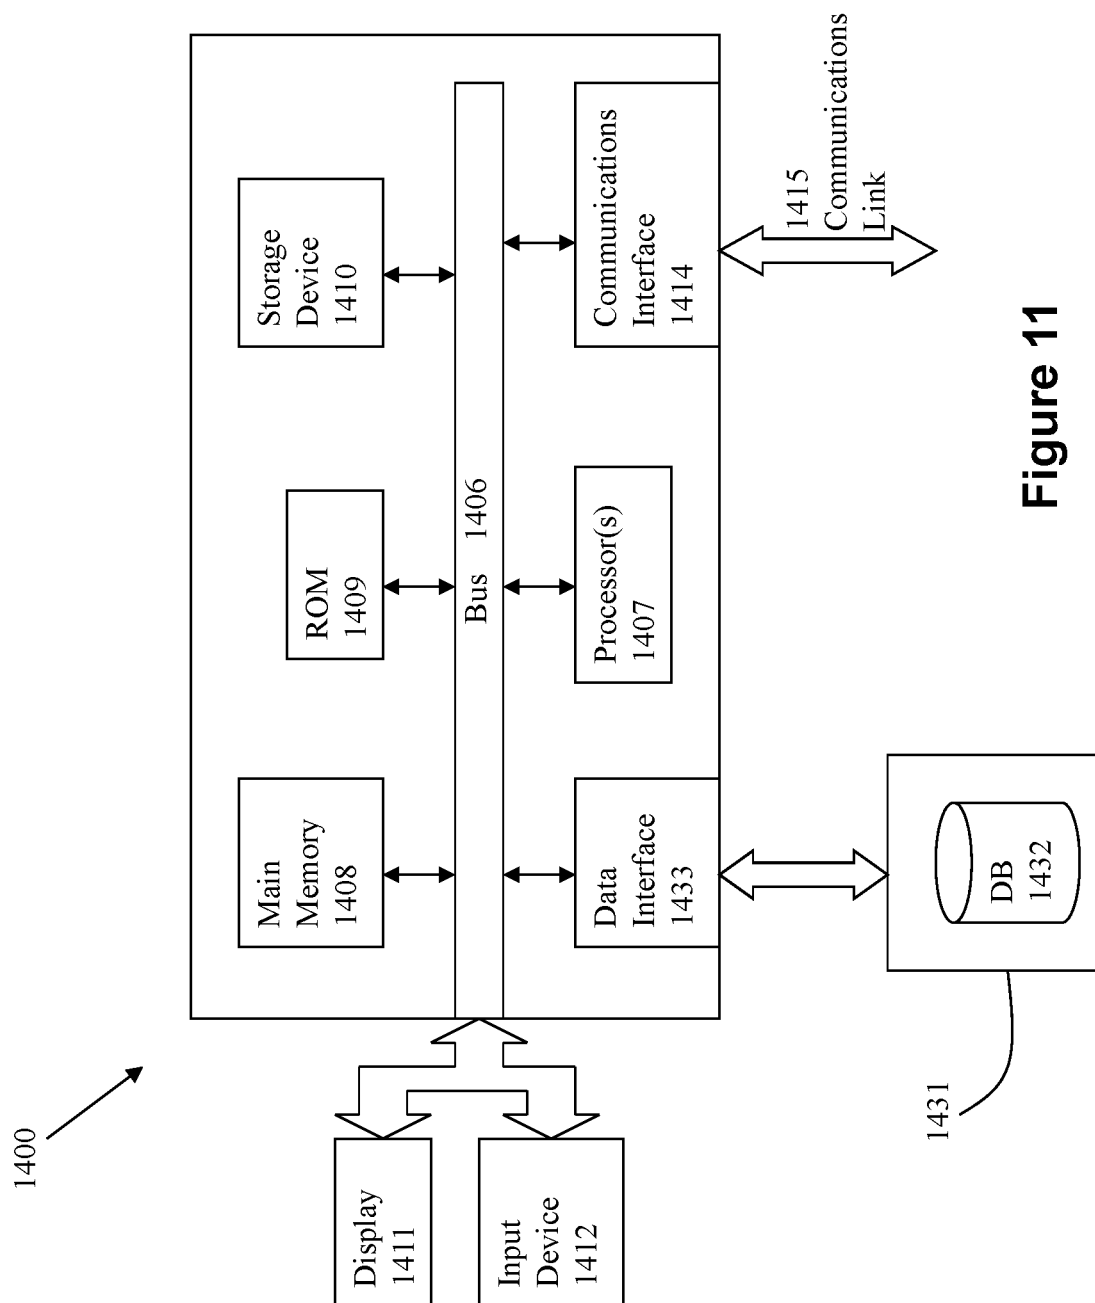 1400
Display
1411
Input
Device
1412
Main
Memory
1408
ROM
1409
Storage
Device
1410
Bus 1406
Data
Interface
1433
Processor(s)
1407
Communications
Interface
1414
1415
Communications
Link
1431
DB
1432
Figure 11